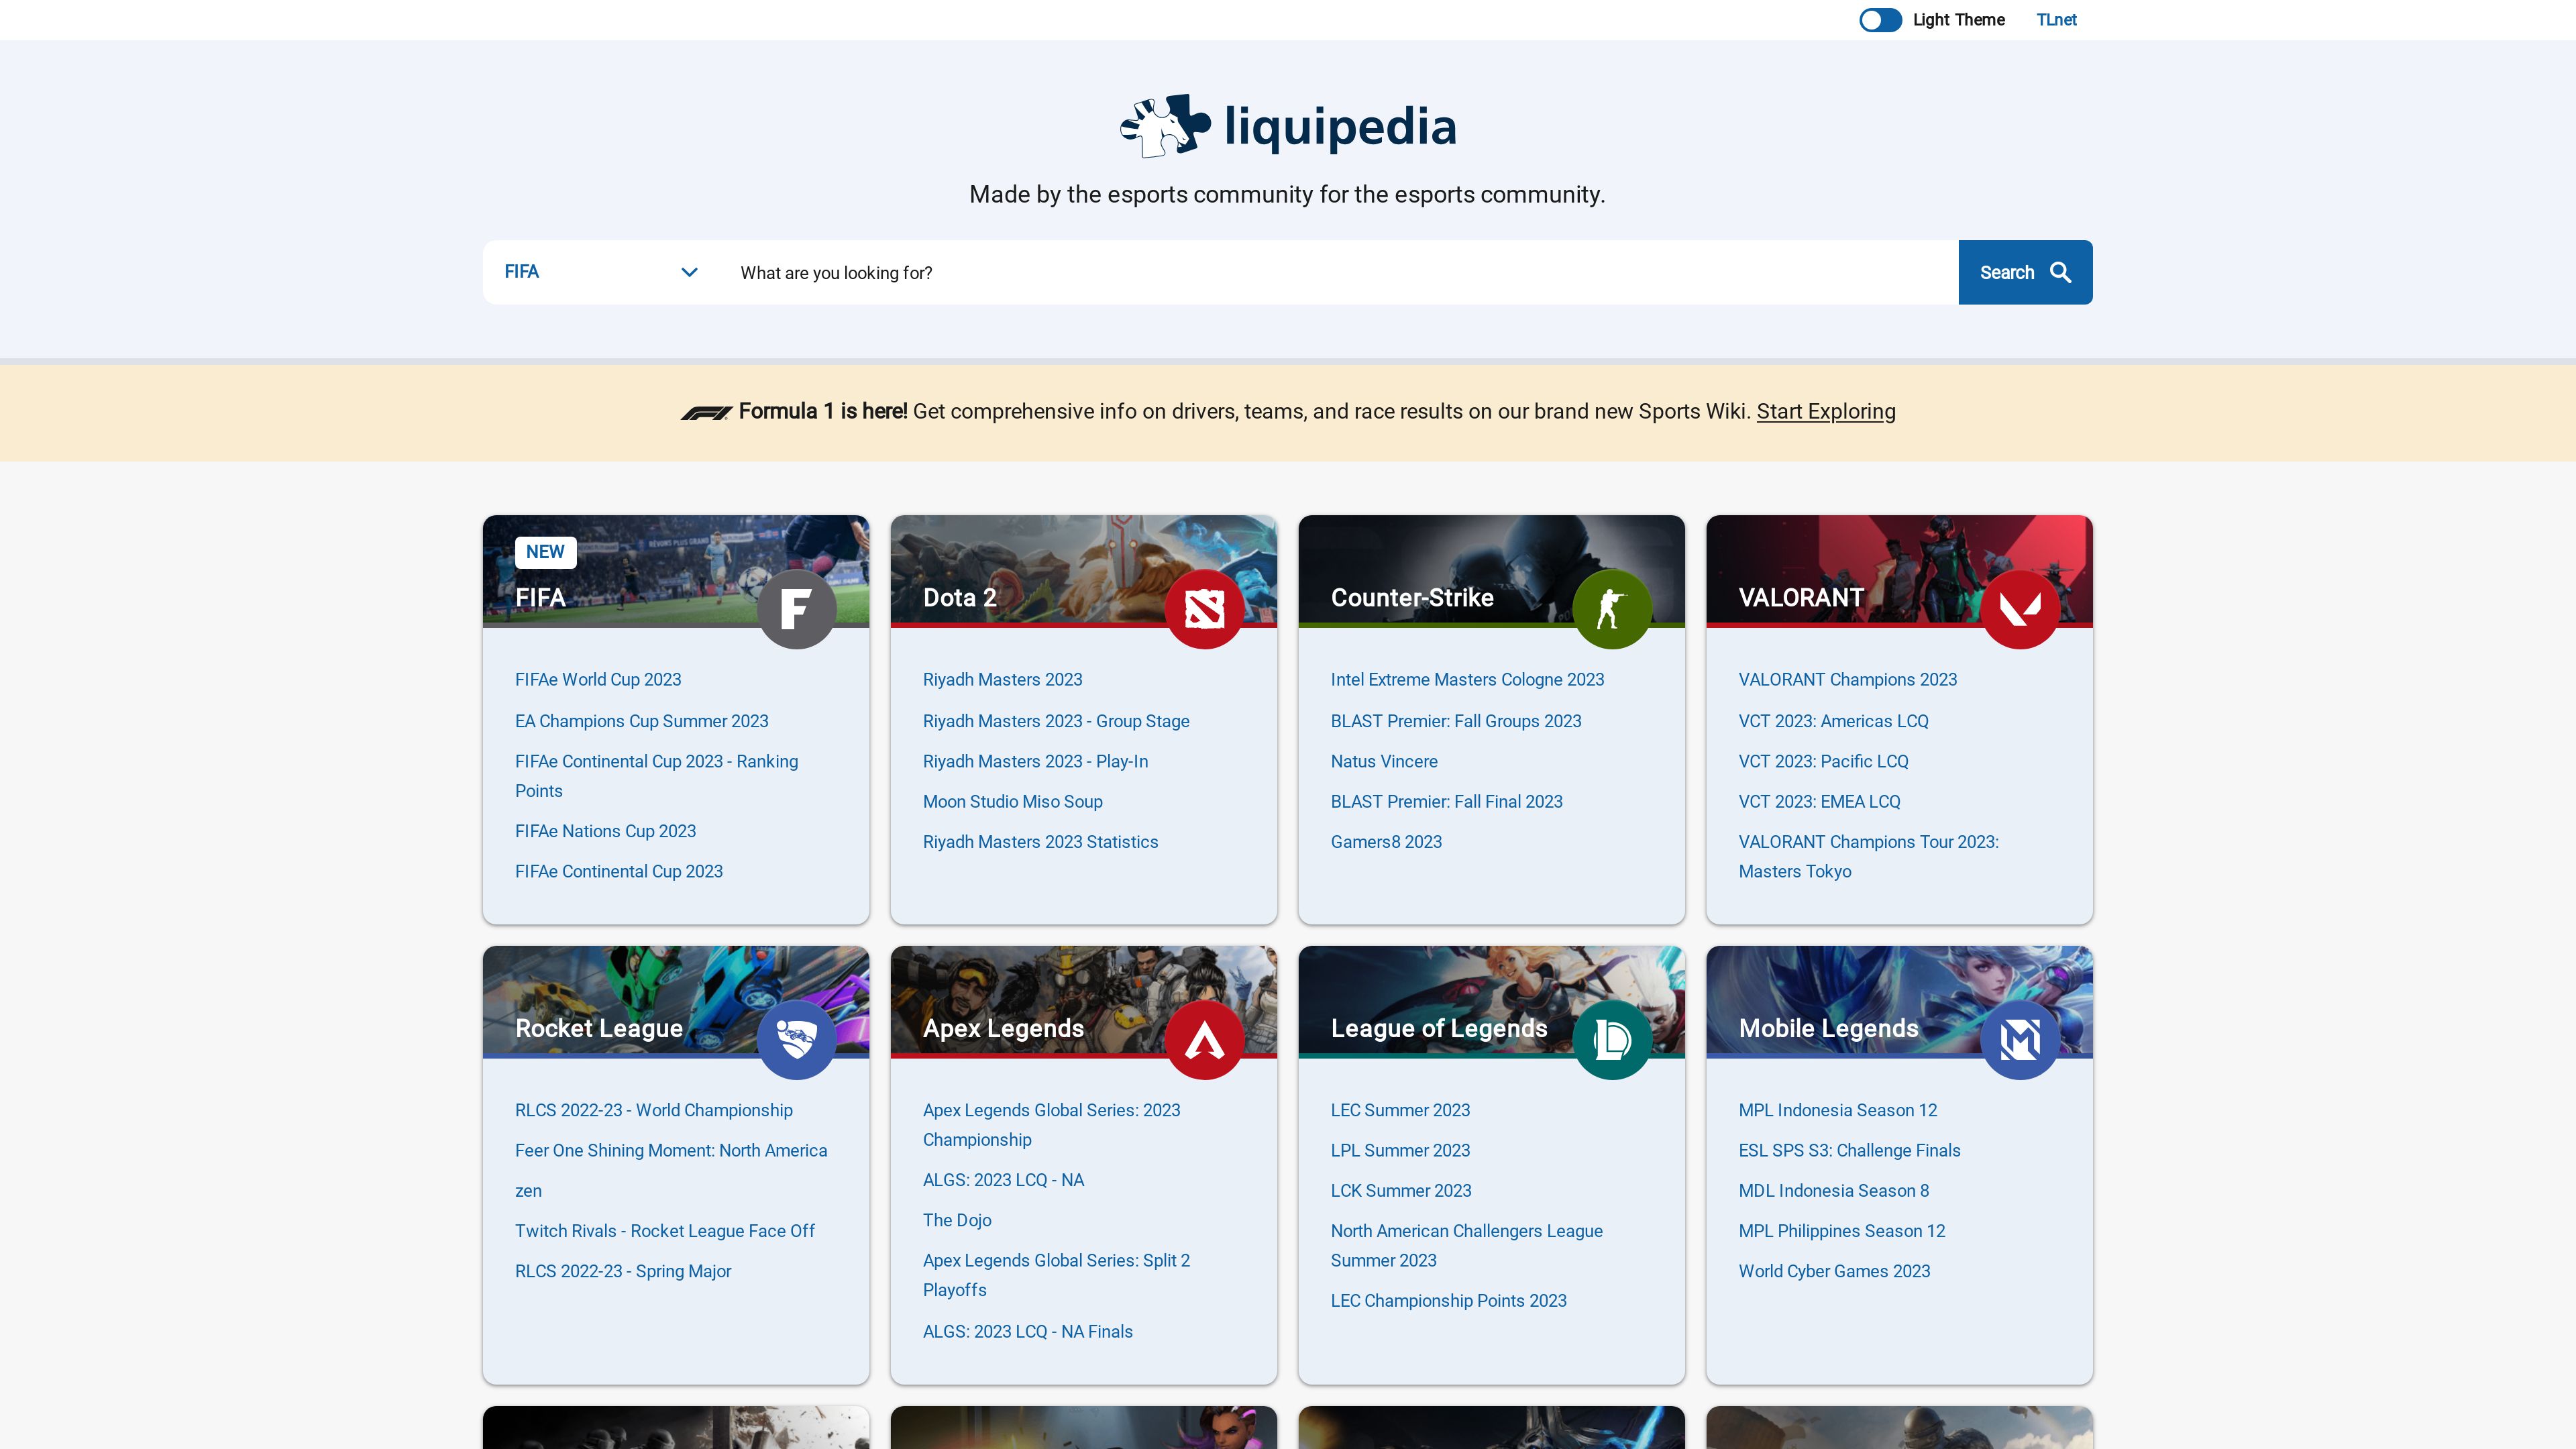 Light Theme
TLnet
liquipedia
Made by the esports community for the esports community.
FIFA
What are you looking for?
Search
Formula 1 is here! Get comprehensive info on drivers, teams, and race results on our brand new Sports Wiki. Start Exploring
NEW
FIFA
FIFAe World Cup 2023
EA Champions Cup Summer 2023
FIFAe Continental Cup 2023 - Ranking
Points
FIFAe Nations Cup 2023
FIFAe Continental Cup 2023
Dota 2
Riyadh Masters 2023
Riyadh Masters 2023 - Group Stage
Riyadh Masters 2023 - Play-In
Moon Studio Miso Soup
Riyadh Masters 2023 Statistics
Counter-Strike
Intel Extreme Masters Cologne 2023
BLAST Premier: Fall Groups 2023
Natus Vincere
BLAST Premier: Fall Final 2023
Gamers8 2023
VALORANT
VALORANT Champions 2023
VCT 2023: Americas LCQ
VCT 2023: Pacific LCQ
VCT 2023: EMEA LCQ
VALORANT Champions Tour 2023:
Masters Tokyo
Rocket League
RLCS 2022-23 - World Championship
Feer One Shining Moment: North America
zen
Twitch Rivals - Rocket League Face Off
RLCS 2022-23 - Spring Major
Apex Legends
Apex Legends Global Series: 2023
Championship
ALGS: 2023 LCQ - NA
The Dojo
Apex Legends Global Series: Split 2
Playoffs
ALGS: 2023 LCQ - NA Finals
League of Legends
LEC Summer 2023
LPL Summer 2023
LCK Summer 2023
North American Challengers League
Summer 2023
LEC Championship Points 2023
Mobile Legends
MPL Indonesia Season 12
ESL SPS S3: Challenge Finals
MDL Indonesia Season 8
MPL Philippines Season 12
World Cyber Games 2023